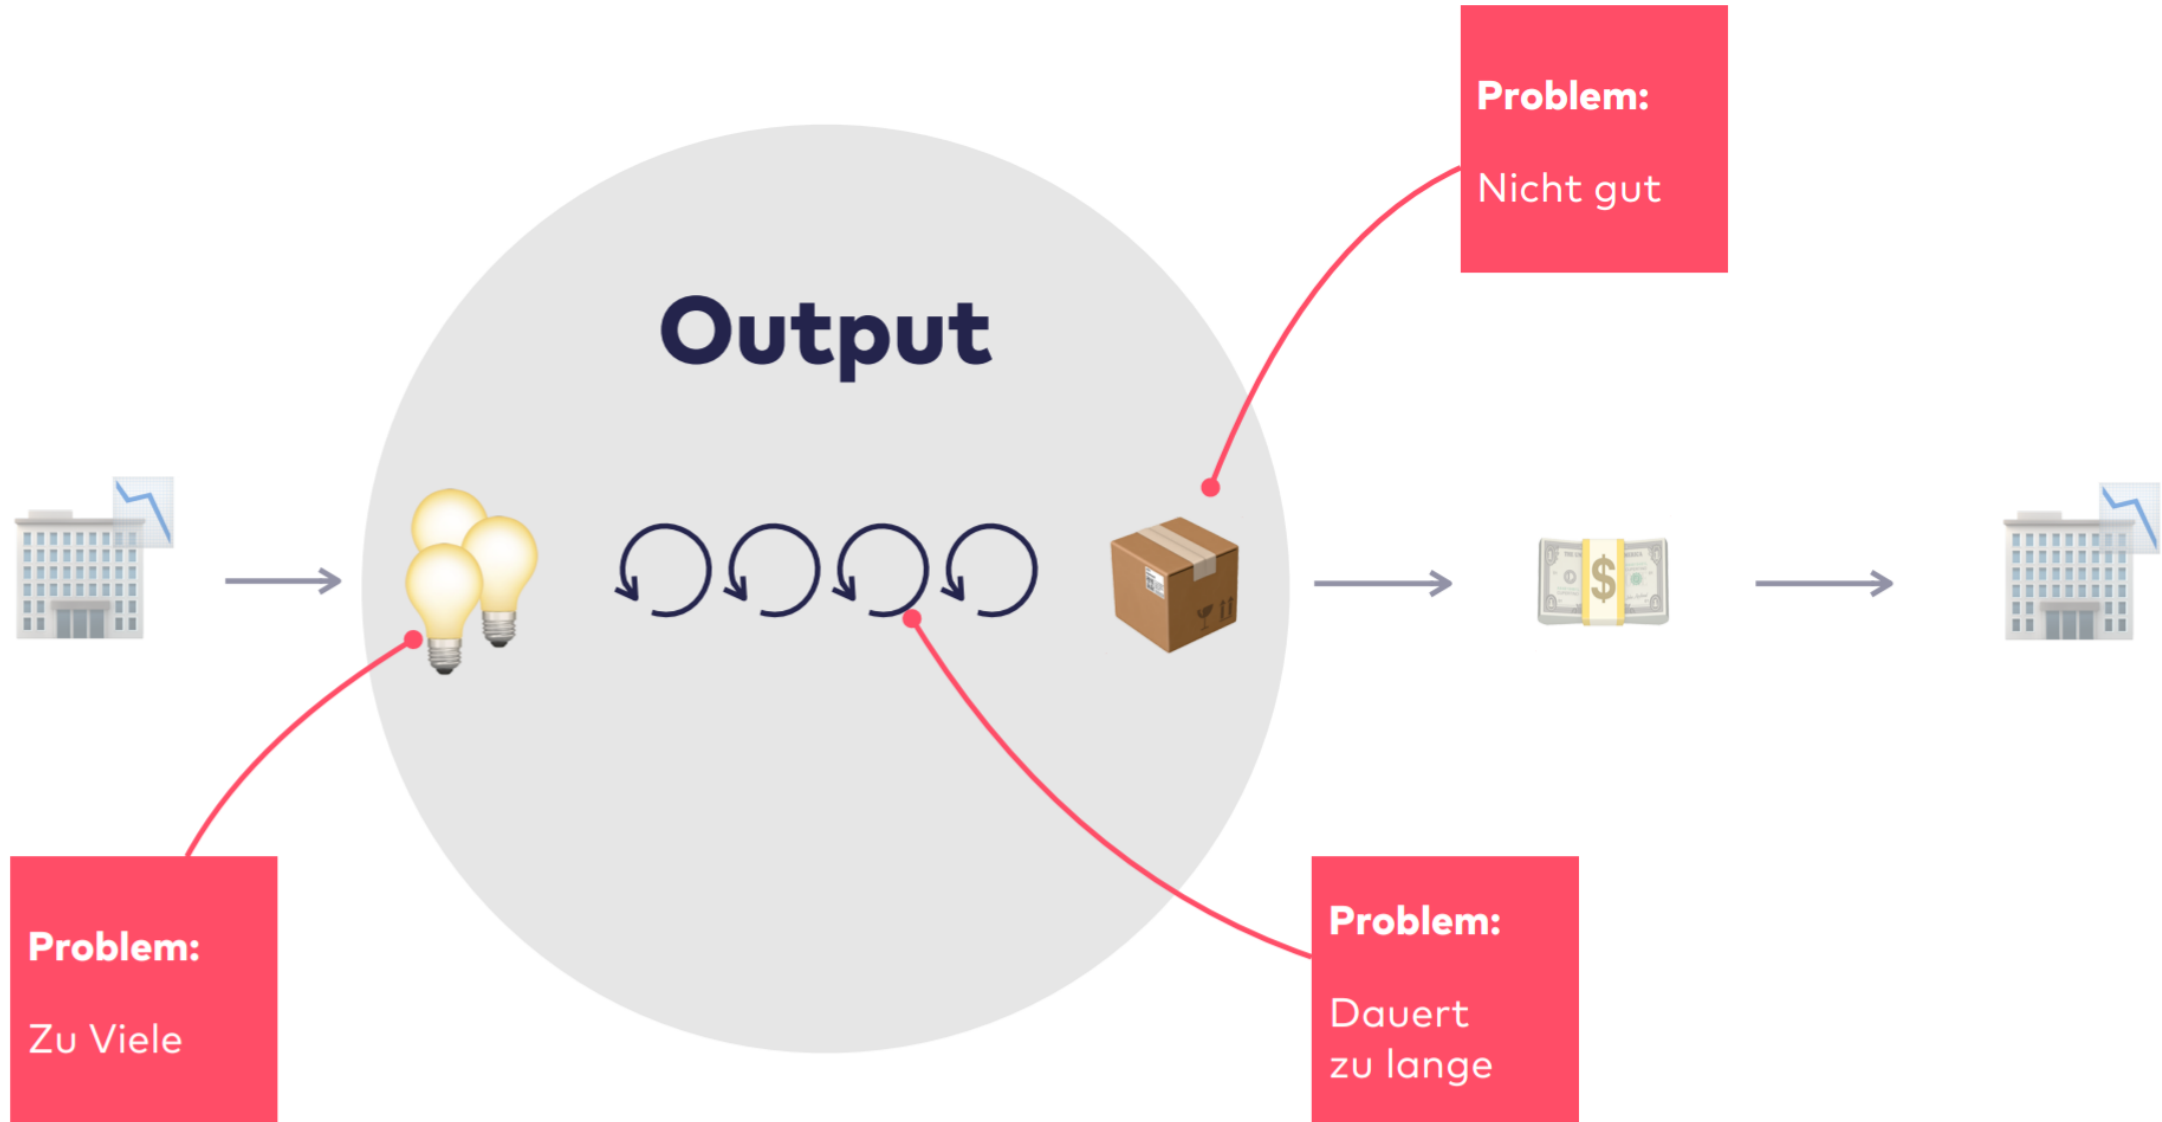 Problem:
Nicht gut
Output
$
Problem:
Zu Viele
Problem:
Dauert
zu lange